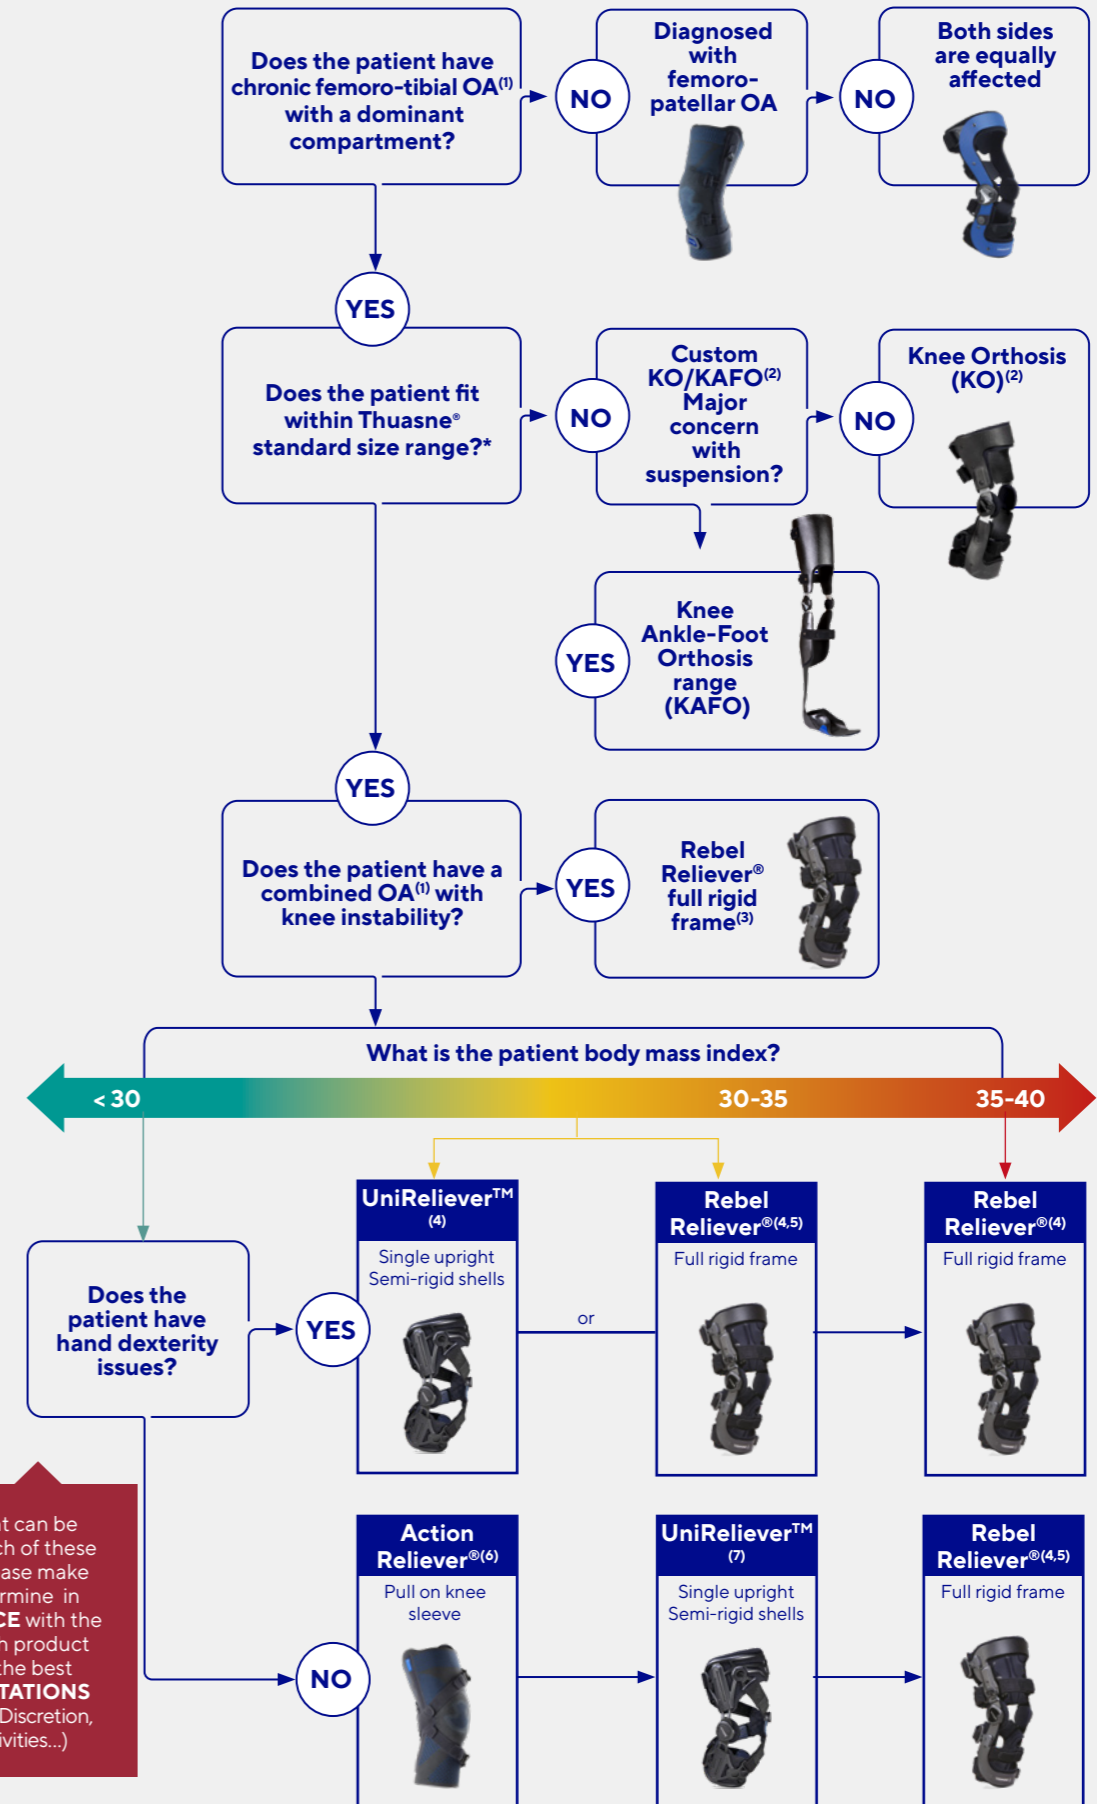 Does the patient have
chronic femoro-tibial OA(1)
with a dominant
compartment?
NO
Diagnosed
with
femoro-
patellar OA
NO
Both sides
are equally
affected
YES
Does the patient fit
within Thuasne®
standard size range?*
NO
Custom
KO/KAFO(2)
Major
concern
with
suspension?
NO
Knee Orthosis
(KO)(2)
YES
Knee
Ankle-Foot
Orthosis
range
(KAFO)
YES
Does the patient have a
combined OA(1) with
knee instability?
YES
Rebel
Reliever®
full rigid
frame(3)
What is the patient body mass index?
< 30
30-35
35-40
Does the
patient have
hand dexterity
issues?
YES
UniReliever™
(4)
Single upright
Semi-rigid shells
or
Rebel
Reliever®(4,5)
Full rigid frame
Rebel
Reliever®(4)
Full rigid frame
NO
Action
Reliever®(6)
Pull on knee
sleeve
UniReliever™
(7)
Single upright
Semi-rigid shells
Rebel
Reliever®(4,5)
Full rigid frame
can be
of these
make
in
with the
product
the best
Discretion,